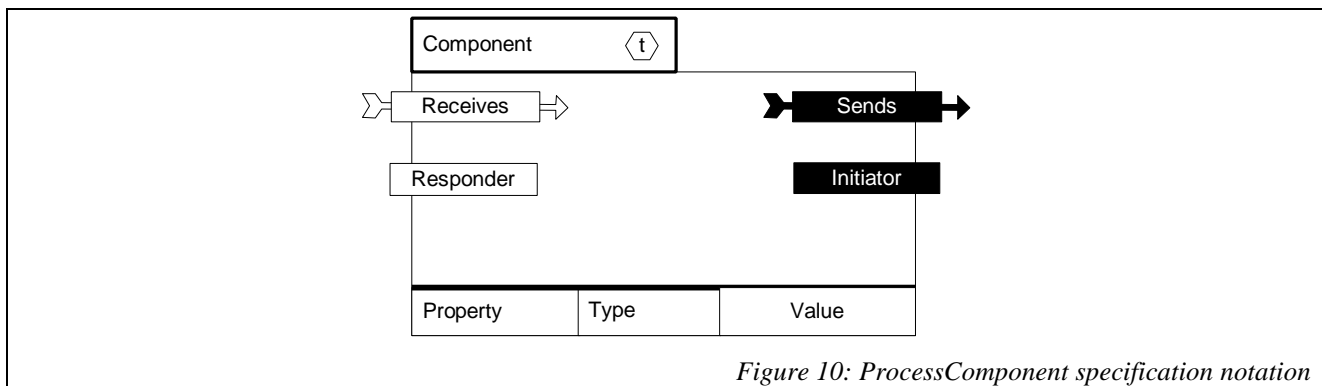 Component t
Receives Sends
Responder Initiator
Property Type Value
Figure 10: ProcessComponent specification notation